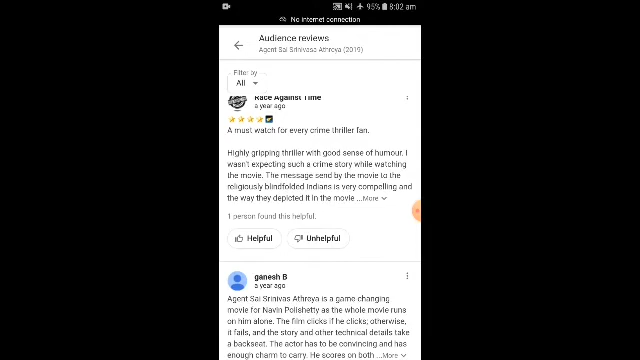 95% 8:02 am
No internet connection
Audience reviews
Agent Sai Srinivasa Athreya (2019)
Filter by
All
Race Against Time
a year ago
A must watch for every crime thriller fan.
Highly gripping thriller with good sense of humour. I
wasn't expecting such a crime story while watching
the movie. The message send by the movie to the
religiously blindfolded indians is very compelling and
the way they depicted it in the movie ...More
1 person found this helpful.
Helpful Unhelpful
ganesh B
a year ago
Agent Sai Srinivas Athreya is a game changing
movie for Navin Polishetty as the whole movie runs
on him alone. The film clicks if he clicks; otherwise,
it fails, and the story and other technical details take
a backseat. The actor has to be convincing and has
enough charm to carry. He scores on both ...More